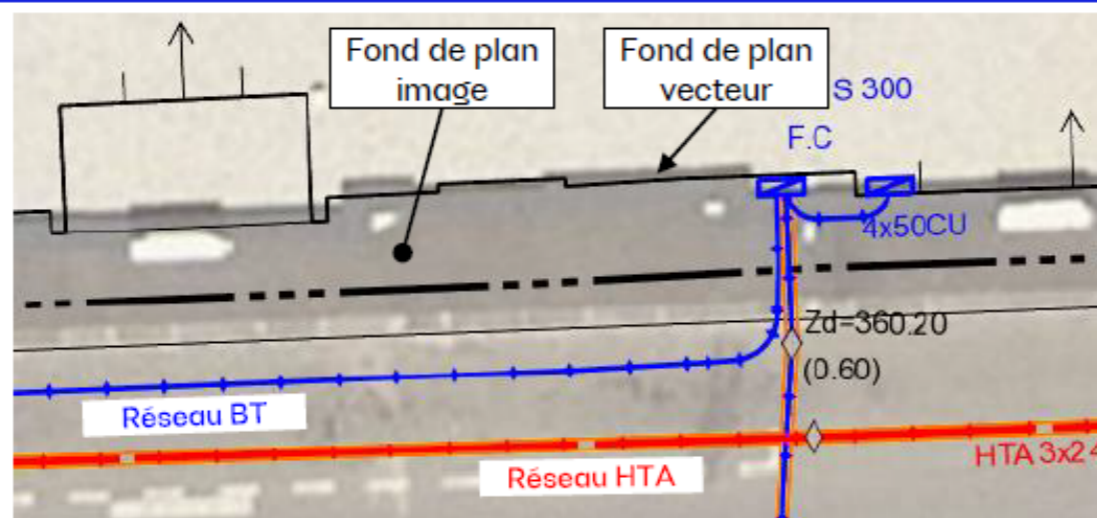 Fond de plan
image
Fond de plan
vecteur
S 300
F.C
4x50CU
Zd=360.20
(0.60)
Réseau BT
Réseau HTA
HTA 3x24